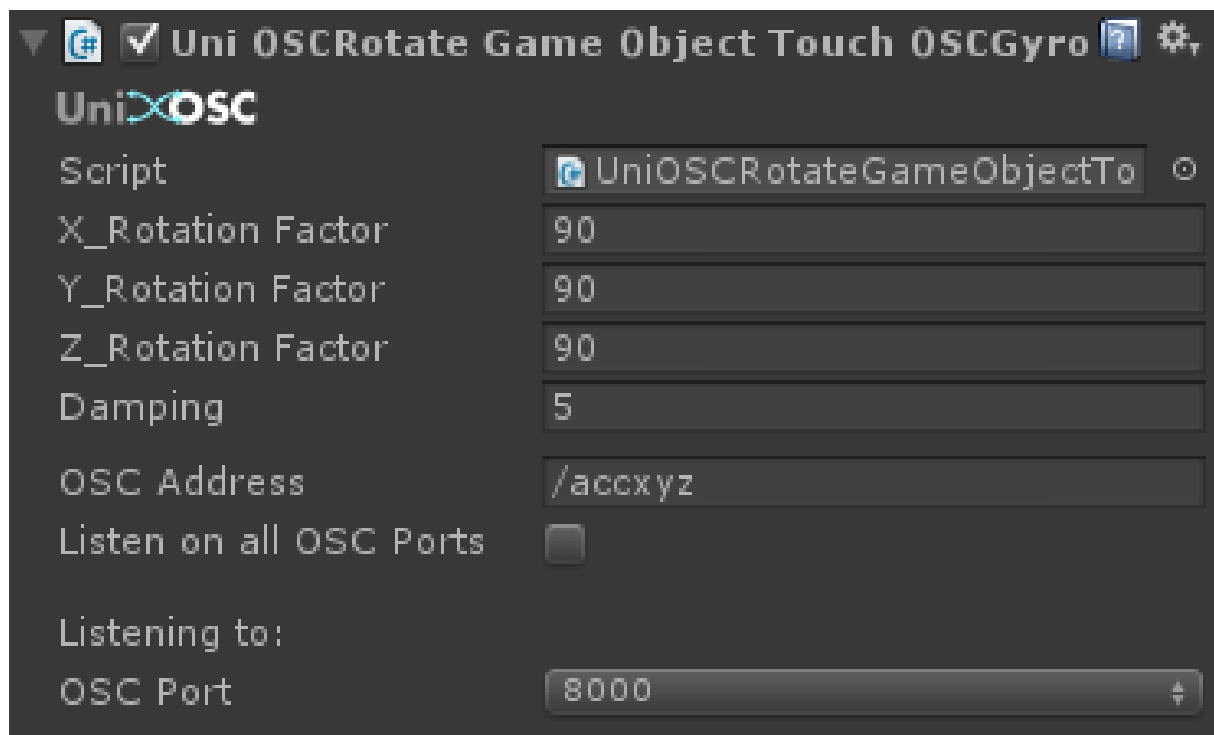 Uni OSCRotate Game Object Touch OSCGyro
UniOSC
Script UniOSCRotateGameObjectTo
X_Rotation Factor 90
Y_Rotation Factor 90
Z_Rotation Factor 90
Damping 5
OSC Address /accxyz
Listen on all OSC Ports
Listening to:
OSC Port 8000